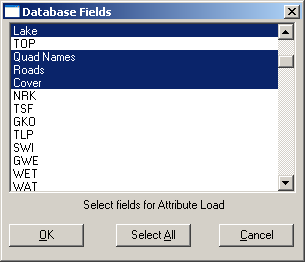 Database Fields
Lake
TOP
Quad Names
Roads
Cover
NRK
TSF
GKO
TLP
SWI
GWE
WET
WAT
Select fields for Attribute Load
OK
Select All
Cancel